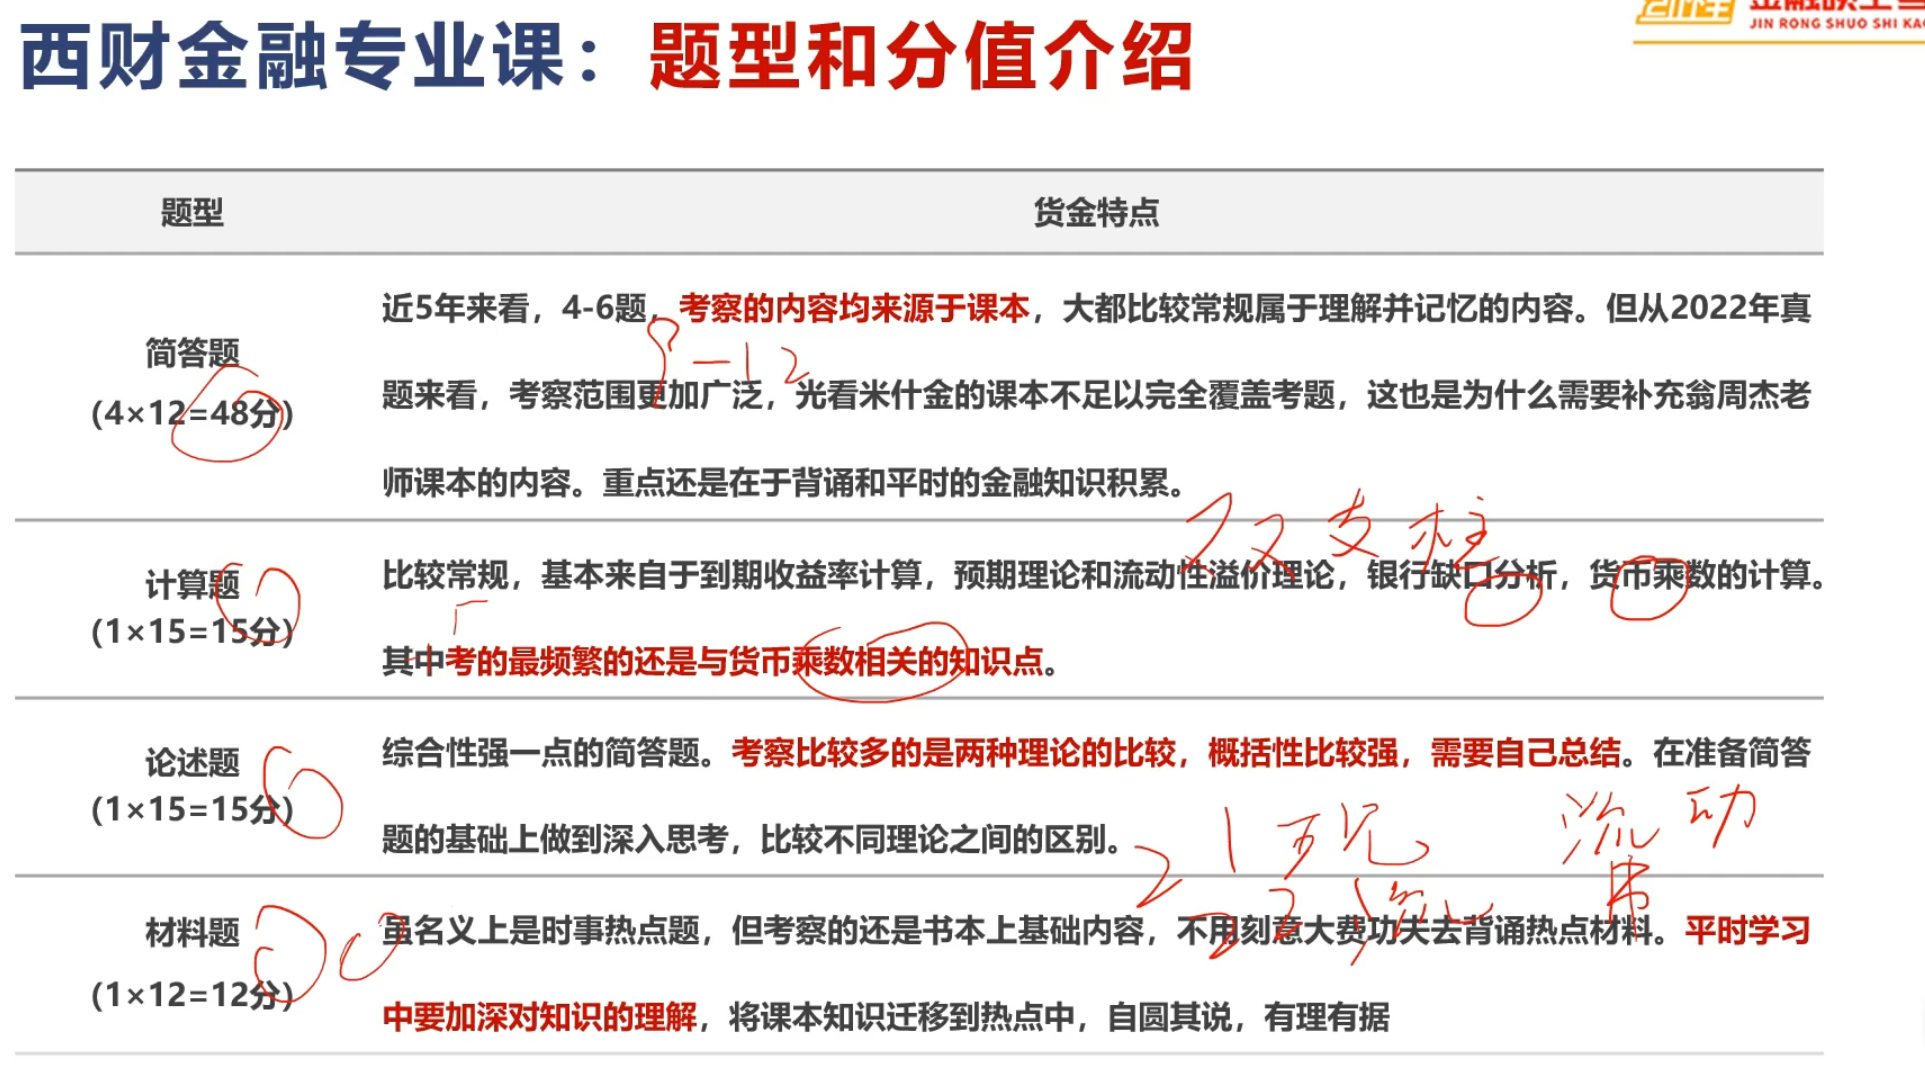 西财金融专业课：题型和分值介绍
JIN RONG SHUO SHI KA
题型
货金特点
简答题
(4×12=48分)
近5年来看，4-6题，考察的内容均来源于课本，大都比较常规属于理解并记忆的内容。但从2022年真
8-12
题来看，考察范围更加广泛，光看米什金的课本不足以完全覆盖考题，这也是为什么需要补充翁周杰老
师课本的内容。重点还是在于背诵和平时的金融知识积累。
双支柱
计算题
(1×15=15分)
比较常规，基本来自于到期收益率计算，预期理论和流动性溢价理论，银行缺口分析，货币乘数的计算。
其中考的最频繁的还是与货币乘数相关的知识点。
论述题
(1×15=15分)
综合性强一点的简答题。考察比较多的是两种理论的比较，概括性比较强，需要自己总结。在准备简答
题的基础上做到深入思考，比较不同理论之间的区别。
流动
材料题
(1×12=12分)
虽名义上是时事热点题，但考察的还是书本上基础内容，不用刻意大费功夫去背诵热点材料。平时学习
中要加深对知识的理解，将课本知识迁移到热点中，自圆其说，有理有据